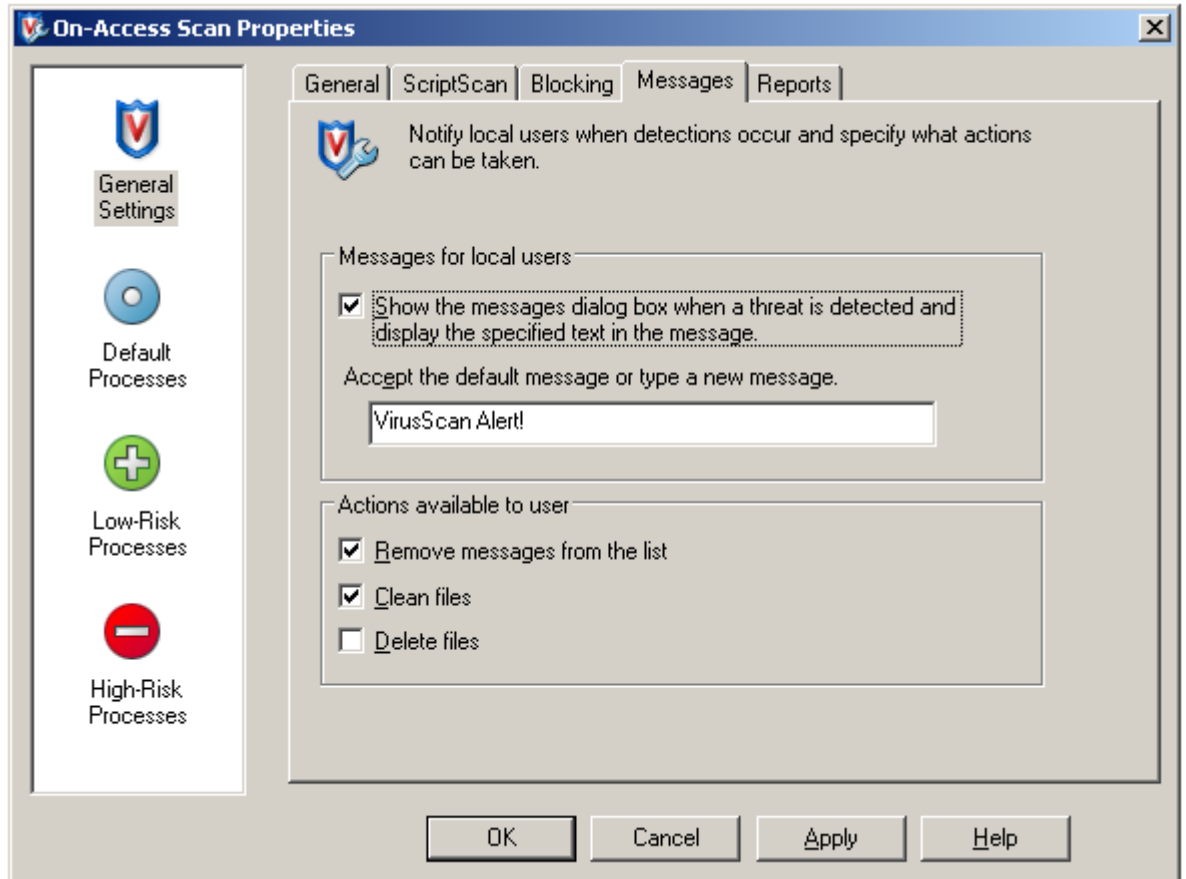 On-Access Scan Properties
General
Settings
Default
Processes
Low-Risk
Processes
High-Risk
Processes
General ScriptScan Blocking Messages Reports
Notify local users when detections occur and specify what actions
can be taken.
Messages for local users
Show the messages dialog box when a threat is detected and
display the specified text in the message.
Accept the default message or type a new message.
VirusScan Alert!
Actions available to user
Remove messages from the list
Clean files
Delete files
OK Cancel Apply Help